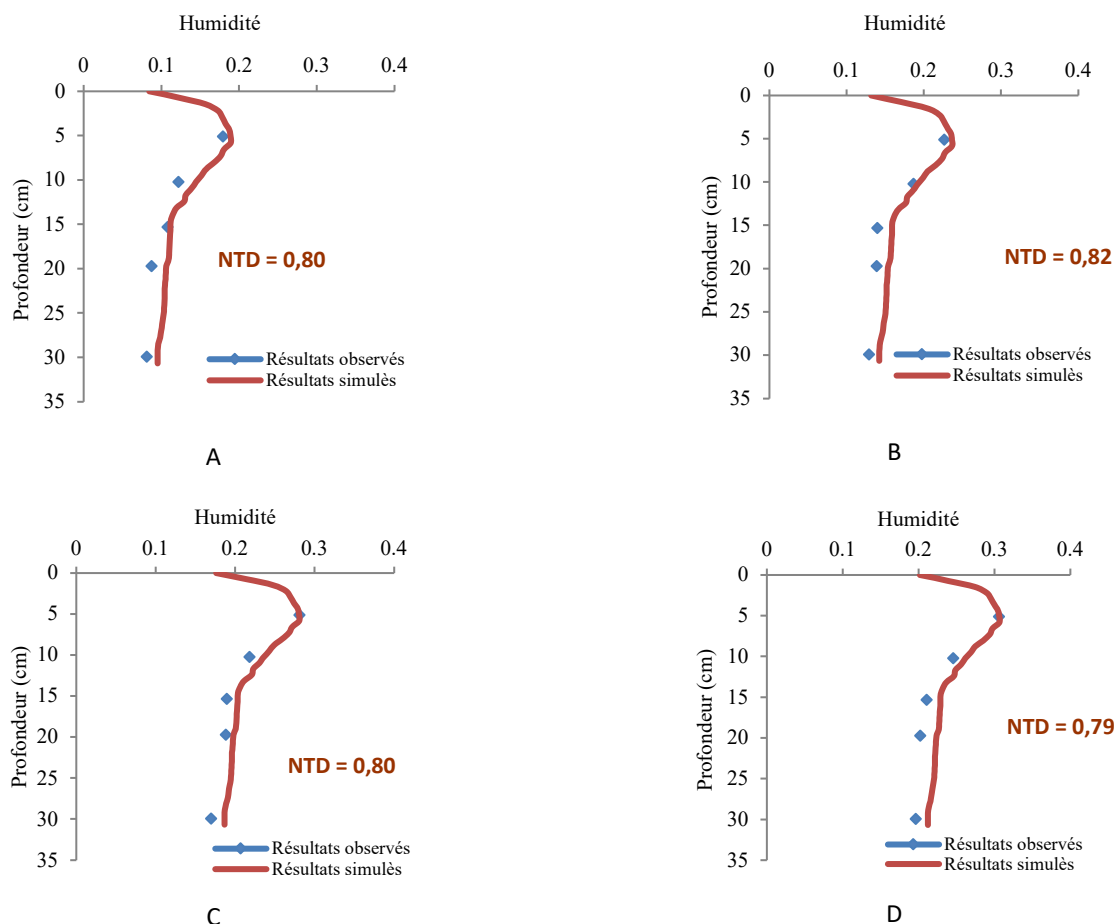 Humidité
0 0.1 0.2 0.3 0.4
0
5
10
15
20
25
30
35
Profondeur (cm)
NTD = 0,80
Résultats observés
Résultats simulès
A
0 0.1 0.2 0.3 0.4
0
5
10
15
20
25
30
35
Humidité
Profondeur (cm)
NTD = 0,82
Résultats observés
Résultats simulès
B
Humidité
0 0.1 0.2 0.3 0.4
0
5
10
15
20
25
30
35
Profondeur (cm)
NTD = 0,80
Résultats observés
Résultats simulès
C
Humidité
0 0.1 0.2 0.3 0.4
0
5
10
15
20
25
30
35
Profondeur (cm)
NTD = 0,79
Résultats observés
Résultats simulès
D